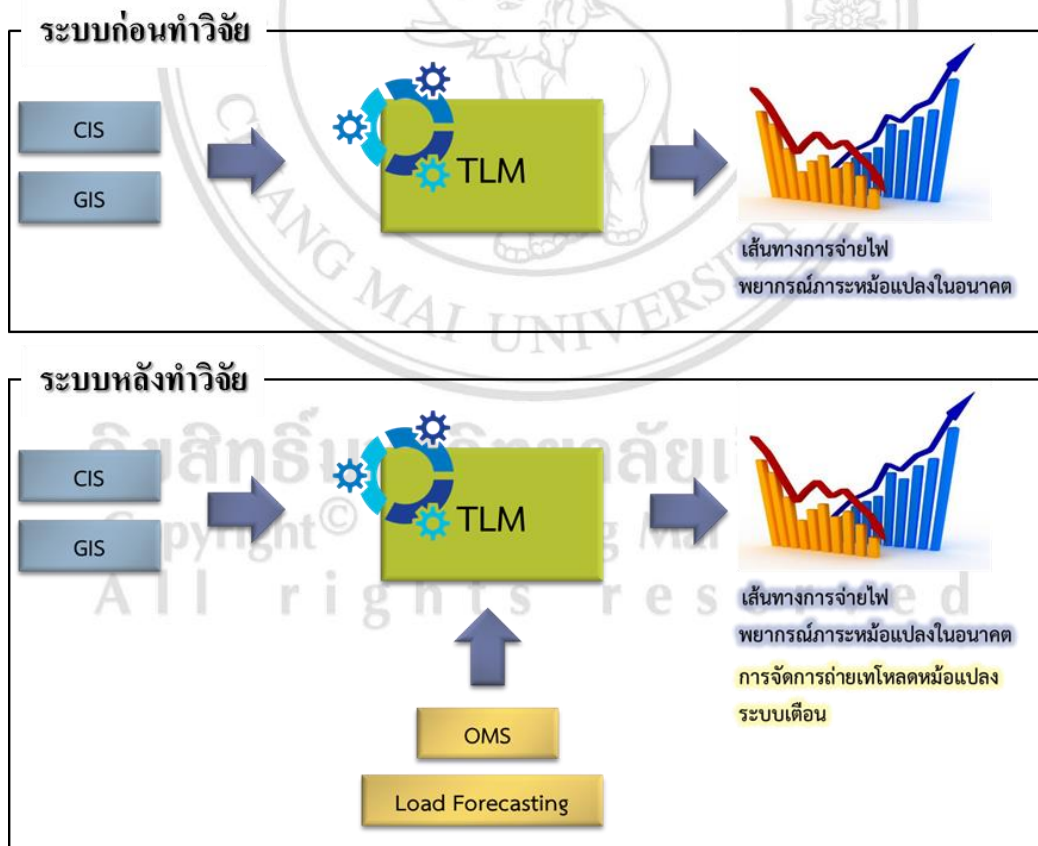 ระบบก่อนทำวิจัย
CIS
GIS
TLM
เส้นทางการจ่ายไฟ
พยากรณ์ภาระหม้อแปลงในอนาคต
CHIANG MAI UNIVERSITY
ระบบหลังทำวิจัย
CIS
GIS
TLM
เส้นทางการจ่ายไฟ
พยากรณ์ภาระหม้อแปลงในอนาคต
การจัดการถ่ายเทโหลดหม้อแปลง
ระบบเตือน
OMS
Load Forecasting
All rights reserved